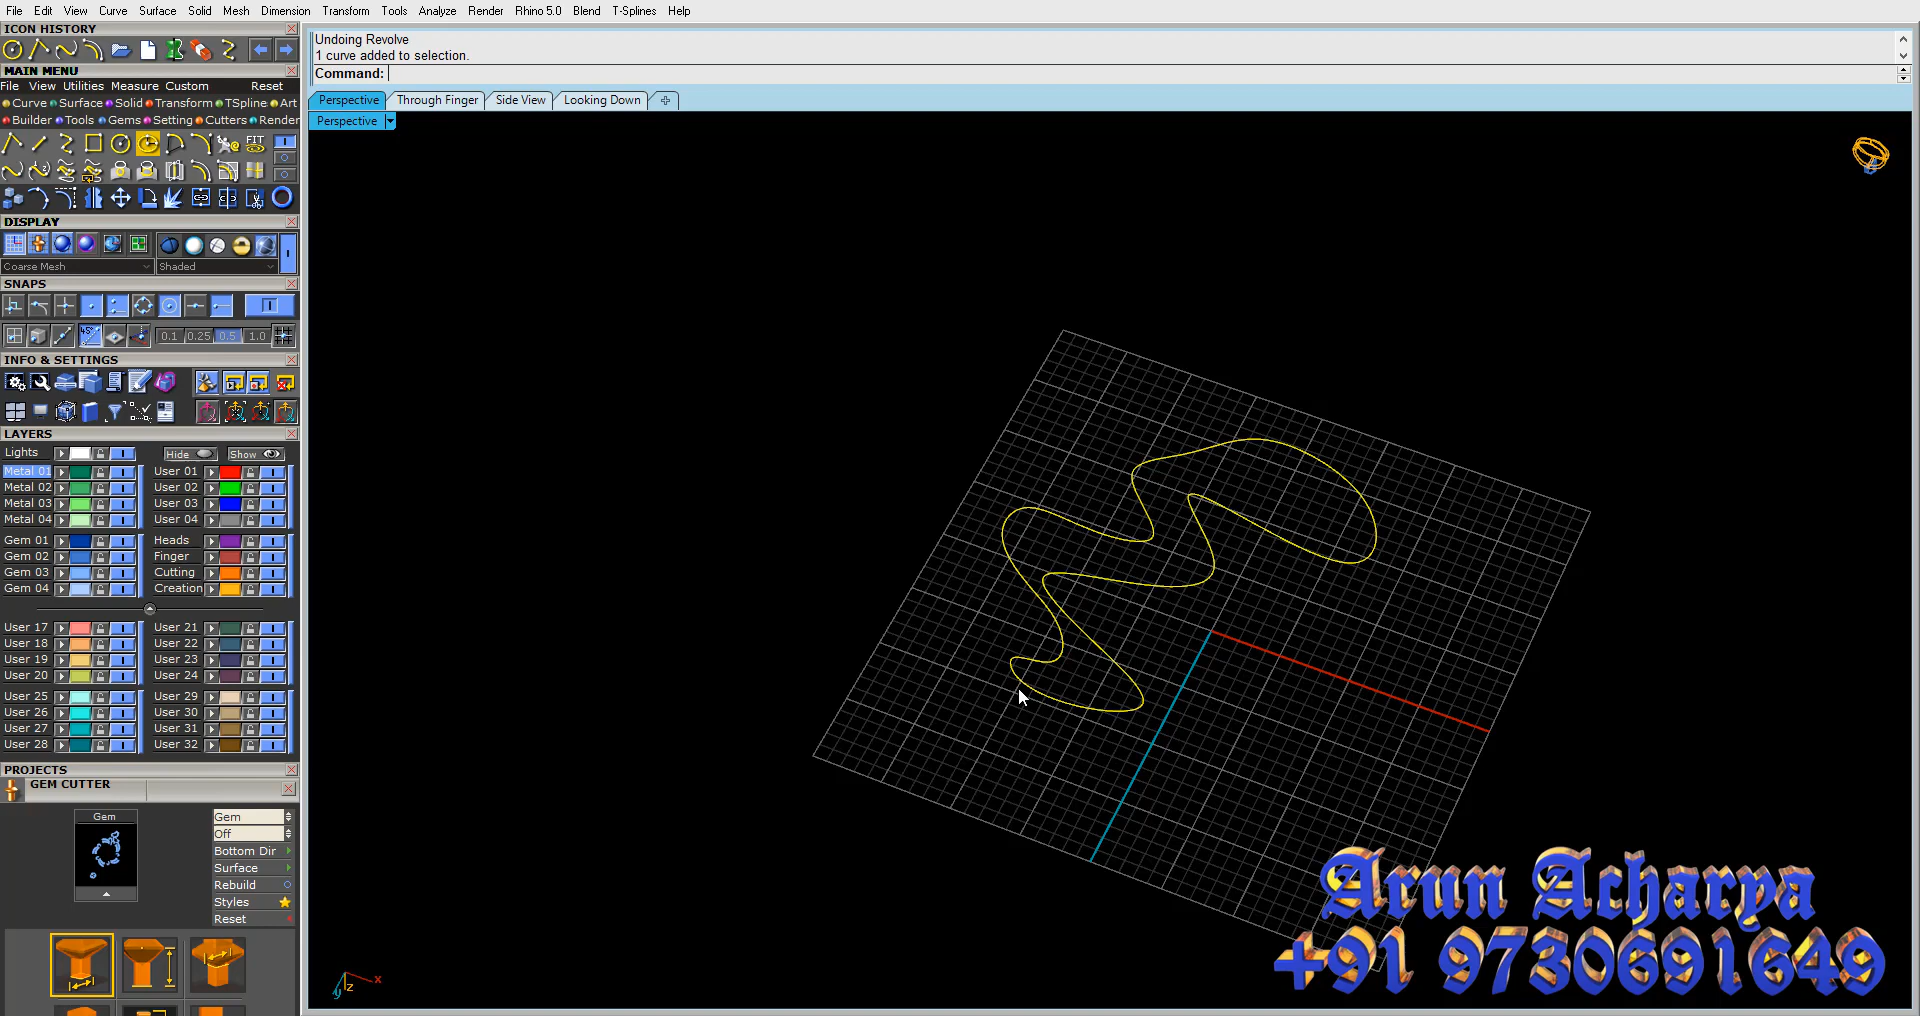 File Edit View Curve Surface Solid Mesh Dimension Transform Tools Analyze Render Rhino 5.0 Blend T-Splines Help
ICON HISTORY
MAIN MENU
File View Utilities Measure Custom Reset
Curve Surface Solid Transform TSpline Art
Builder Tools Gems Setting Cutters Render
FIT
DISPLAY
Coarse Mesh Shaded
SNAPS
45°
0.1 0.25 0.5 1.0
INFO & SETTINGS
LAYERS
Lights Hide Show
Metal 01 User 01
Metal 02 User 02
Metal 03 User 03
Metal 04 User 04
Gem 01 Heads
Gem 02 Finger
Gem 03 Cutting
Gem 04 Creation
User 17 User 21
User 18 User 22
User 19 User 23
User 20 User 24
User 25 User 29
User 26 User 30
User 27 User 31
User 28 User 32
PROJECTS
GEM CUTTER
Gem
Gem
Off
Bottom Dir
Surface
Rebuild
Styles
Reset
Undoing Revolve
1 curve added to selection.
Command:
Perspective Through Finger Side View Looking Down
Perspective
x
y
z
Arun Acharya
+91 9730691649